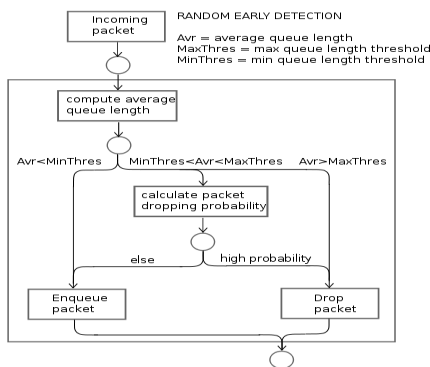 Incoming
packet
RANDOM EARLY DETECTION
Avr = average queue length
MaxThres = max queue length threshold
MinThres = min queue length threshold
compute average
queue length
Avr<MinThres
MinThres<Avr<MaxThres
Avr>MaxThres
calculate packet
dropping probability
else
high probability
Enqueue
packet
Drop
packet